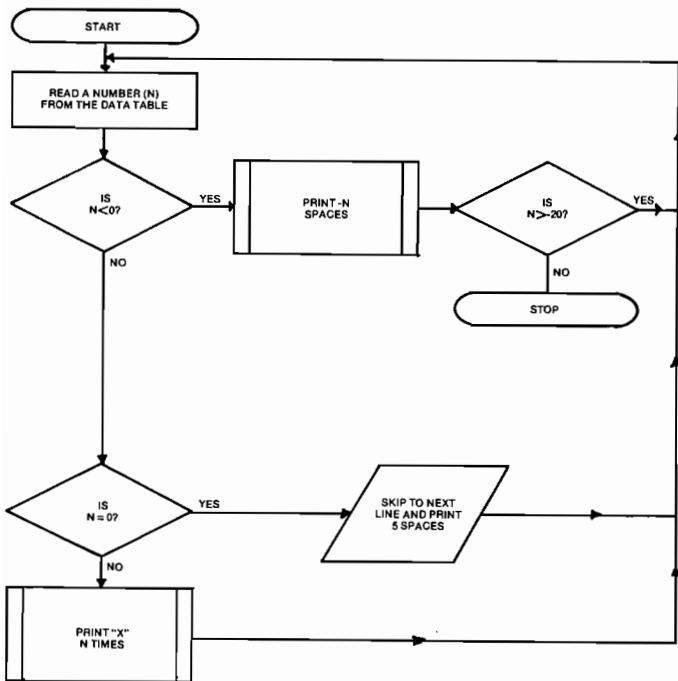 START
READ A NUMBER (N)
FROM THE DATA TABLE
IS
N<0?
YES
PRINT -N
SPACES
IS
N>-20?
YES
NO
NO
STOP
IS
N = 0?
YES
SKIP TO NEXT
LINE AND PRINT
5 SPACES
NO
PRINT "X"
N TIMES